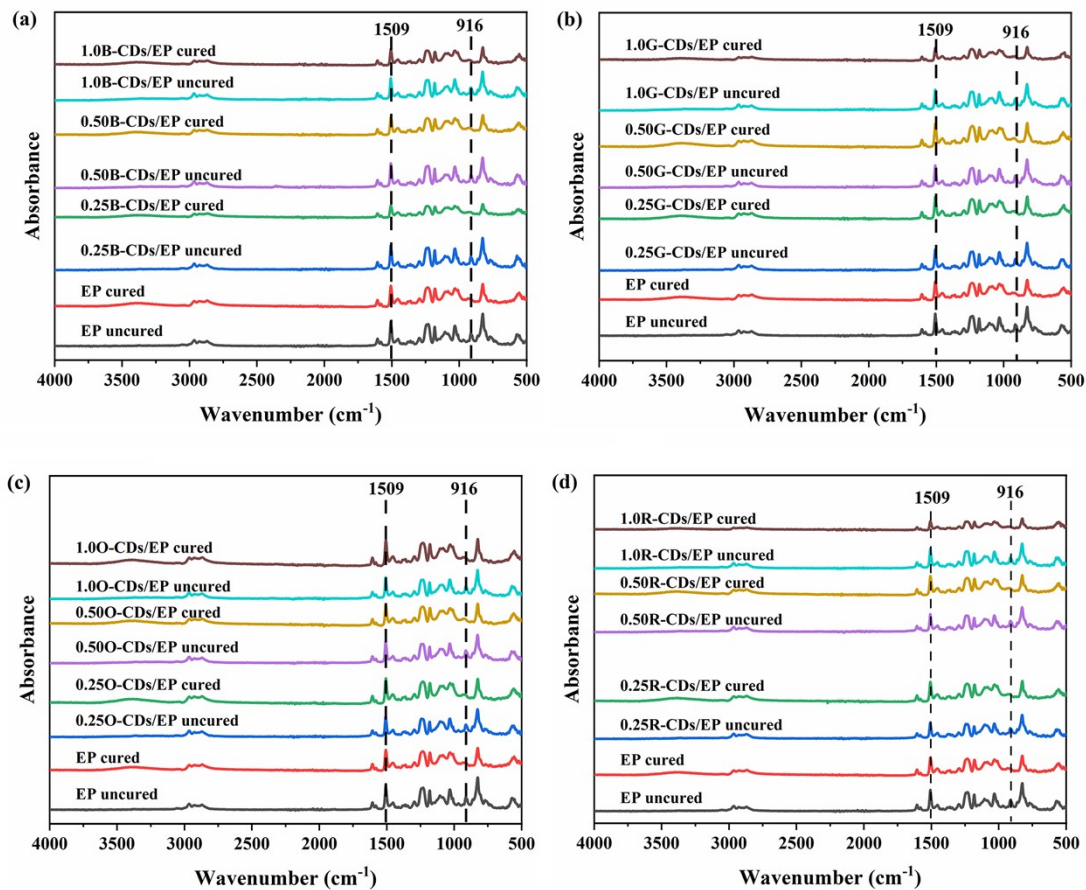 (a)
1509
916
1.0B-CDs/EP cured
1.0B-CDs/EP uncured
0.50B-CDs/EP cured
0.50B-CDs/EP uncured
0.25B-CDs/EP cured
0.25B-CDs/EP uncured
EP cured
EP uncured
Absorbance
4000 3500 3000 2500 2000 1500 1000 500
Wavenumber (cm⁻¹)
(b)
1509
916
1.0G-CDs/EP cured
1.0G-CDs/EP uncured
0.50G-CDs/EP cured
0.50G-CDs/EP uncured
0.25G-CDs/EP cured
0.25G-CDs/EP uncured
EP cured
EP uncured
Absorbance
4000 3500 3000 2500 2000 1500 1000 500
Wavenumber (cm⁻¹)
(c)
1509
916
1.0O-CDs/EP cured
1.0O-CDs/EP uncured
0.50O-CDs/EP cured
0.50O-CDs/EP uncured
0.25O-CDs/EP cured
0.25O-CDs/EP uncured
EP cured
EP uncured
Absorbance
4000 3500 3000 2500 2000 1500 1000 500
Wavenumber (cm⁻¹)
(d)
1509
916
1.0R-CDs/EP cured
1.0R-CDs/EP uncured
0.50R-CDs/EP cured
0.50R-CDs/EP uncured
0.25R-CDs/EP cured
0.25R-CDs/EP uncured
EP cured
EP uncured
Absorbance
4000 3500 3000 2500 2000 1500 1000 500
Wavenumber (cm⁻¹)